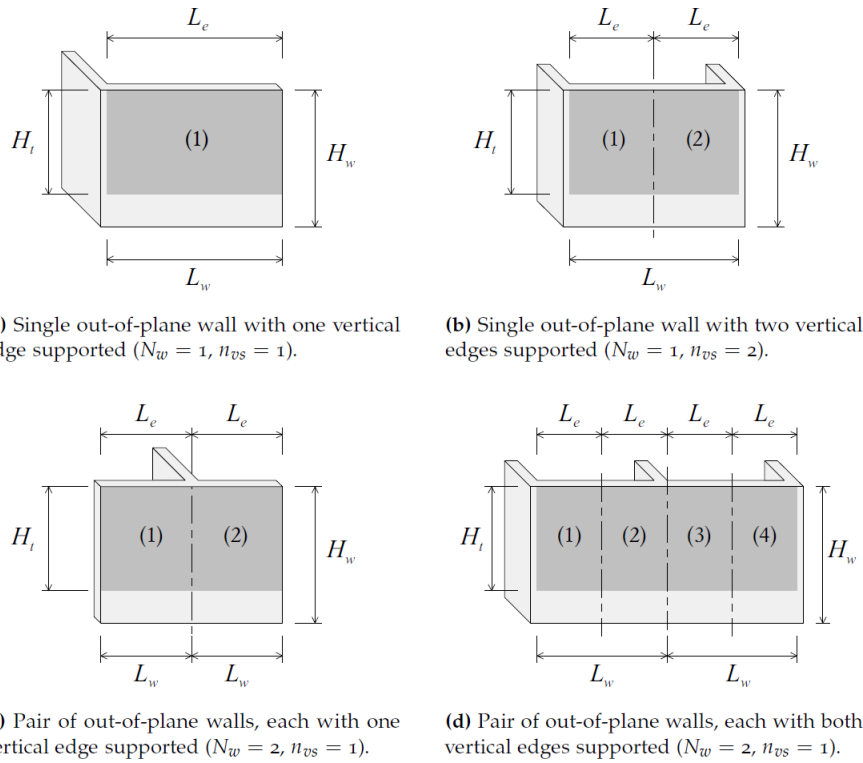 L_e
L_e L_e
H_t (1) H_w
H_t (1) (2) H_w
L_w
L_w
) Single out-of-plane wall with one vertical
dge supported (N_w = 1, n_vs = 1).
(b) Single out-of-plane wall with two vertical
edges supported (N_w = 1, n_vs = 2).
L_e L_e
L_e L_e L_e L_e
H_t (1) (2) H_w
H_t (1) (2) (3) (4) H_w
L_w L_w
L_w L_w
) Pair of out-of-plane walls, each with one
ertical edge supported (N_w = 2, n_vs = 1).
(d) Pair of out-of-plane walls, each with both
vertical edges supported (N_w = 2, n_vs = 1).